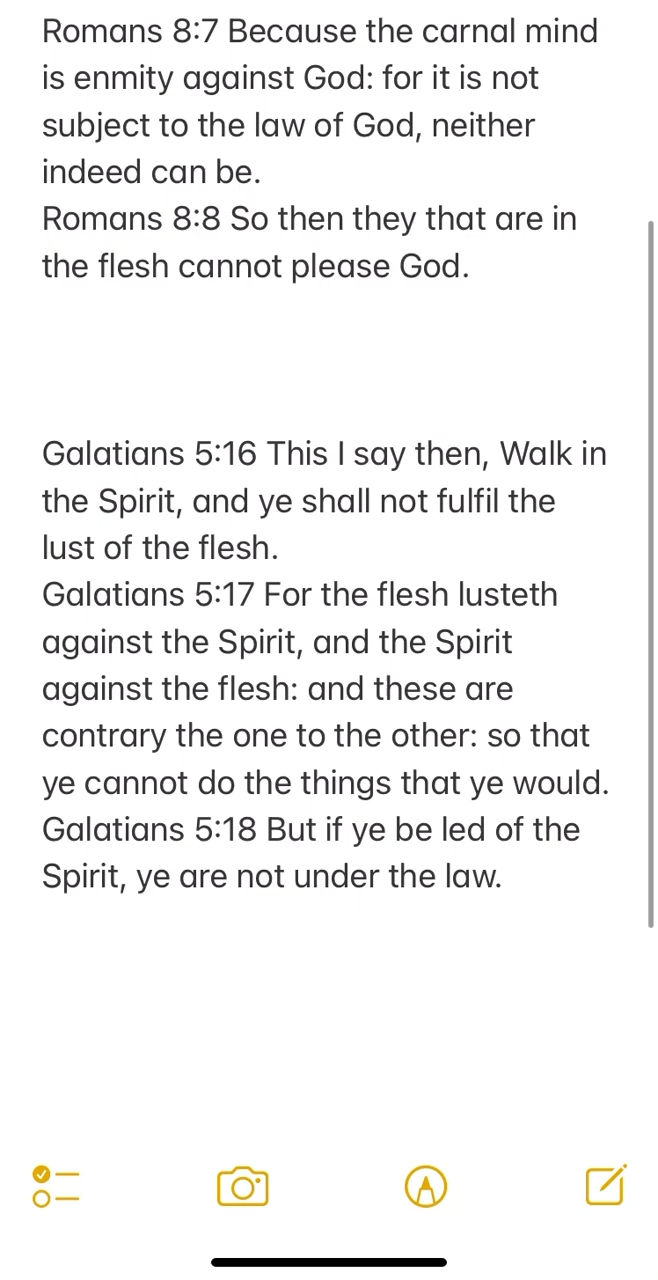 Romans 8:7 Because the carnal mind
is enmity against God: for it is not
subject to the law of God, neither
indeed can be.
Romans 8:8 So then they that are in
the flesh cannot please God.
Galatians 5:16 This I say then, Walk in
the Spirit, and ye shall not fulfil the
lust of the flesh.
Galatians 5:17 For the flesh lusteth
against the Spirit, and the Spirit
against the flesh: and these are
contrary the one to the other: so that
ye cannot do the things that ye would.
Galatians 5:18 But if ye be led of the
Spirit, ye are not under the law.